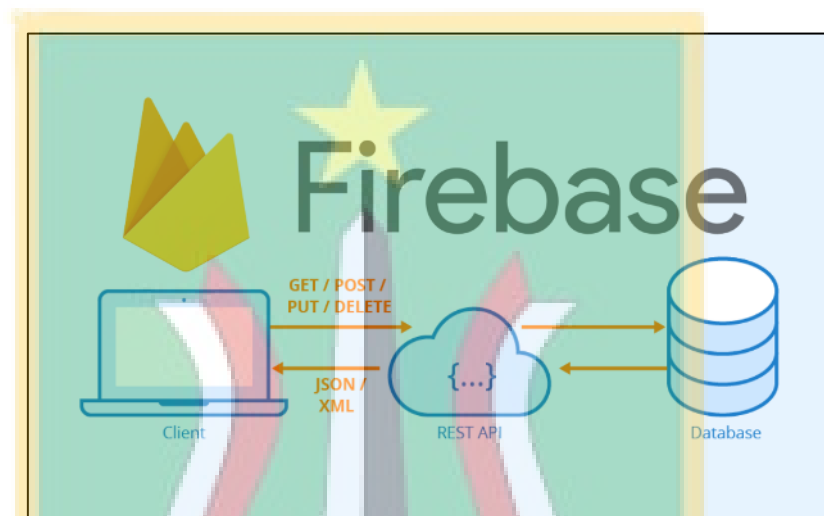 Firebase
GET / POST /
PUT / DELETE
{...}
JSON /
XML
Client
REST API
Database